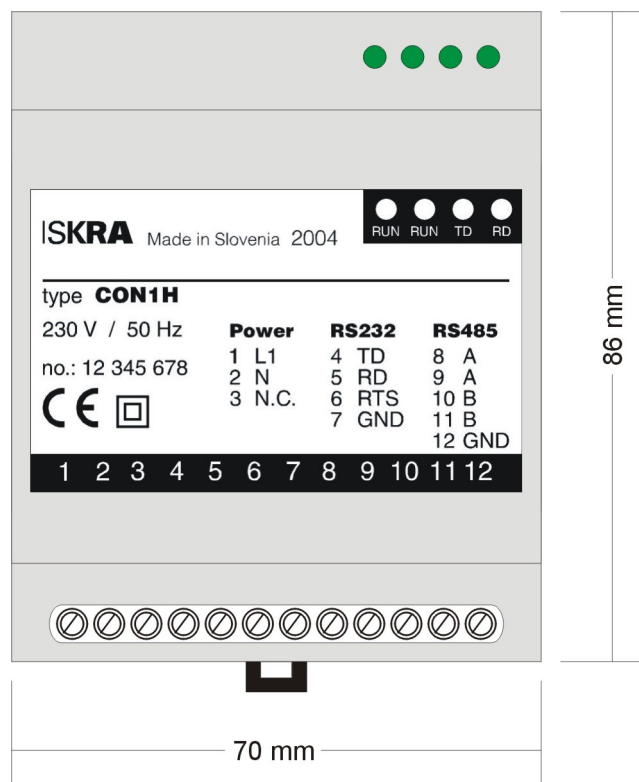 RUN RUN TD RD
ISKRA Made in Slovenia 2004
type CON1H
230 V / 50 Hz
no.: 12 345 678
CE
Power
1 L1
2 N
3 N.C.
RS232
4 TD
5 RD
6 RTS
7 GND
RS485
8 A
9 A
10 B
11 B
12 GND
1 2 3 4 5 6 7 8 9 10 11 12
86 mm
70 mm